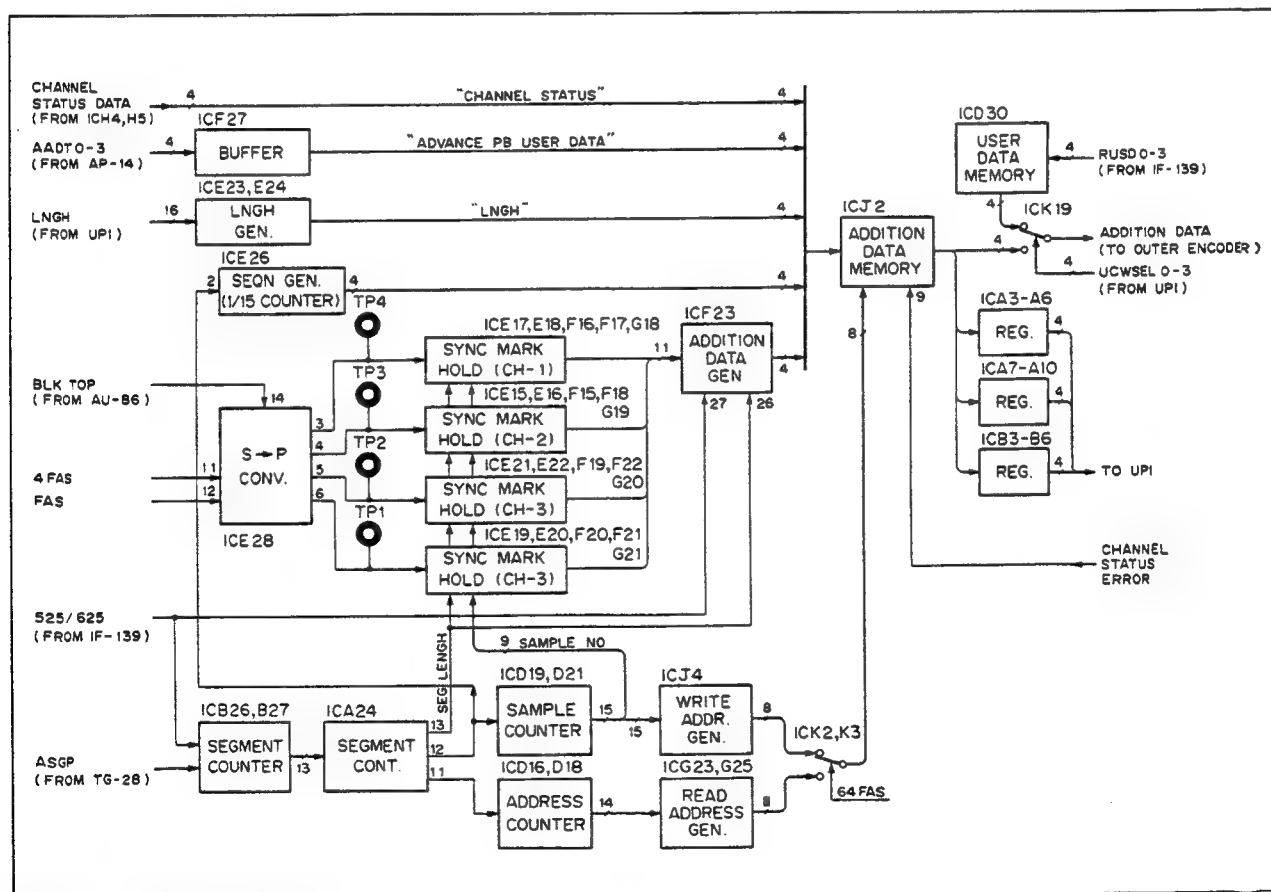 CHANNEL
STATUS DATA
(FROM ICH4, H5)
4
"CHANNEL STATUS"
4
ICF27
AADT 0-3
(FROM AP-14)
4
BUFFER
"ADVANCE PB USER DATA"
4
ICE23, E24
LNGH
(FROM UP1)
16
LNGH
GEN.
"LNGH"
4
ICE26
2
SEQN GEN.
(1/15 COUNTER)
4
4
TP4
ICD30
USER
DATA
MEMORY
4
RUSD 0-3
(FROM IF-139)
4
ICK19
ICJ2
ADDITION
DATA
MEMORY
4
ADDITION DATA
(TO OUTER ENCODER)
4
UCWSEL 0-3
(FROM UP1)
9
8
ICE17, E18, F16, F17, G18
SYNC MARK
HOLD (CH-1)
11
ICF23
ADDITION
DATA
GEN
4
27
26
ICA3-A6
REG.
4
ICA7-A10
REG.
4
ICB3-B6
REG.
4
TO UP1
BLK TOP
(FROM AU-86)
14
TP3
ICE15, E16, F15, F18
G19
SYNC MARK
HOLD (CH-2)
3
4
5
6
S→P
CONV.
4 FAS
11
FAS
12
ICE28
TP2
ICE21, E22, F19, F22
G20
SYNC MARK
HOLD (CH-3)
TP1
ICE19, E20, F20, F21
G21
SYNC MARK
HOLD (CH-3)
CHANNEL
STATUS
ERROR
525/625
(FROM IF-139)
SEG LENGH
9 SAMPLE NO
ICB26, B27
SEGMENT
COUNTER
13
ASGP
(FROM TG-28)
ICA24
SEGMENT
CONT.
13
12
11
ICD19, D21
SAMPLE
COUNTER
15
15
ICJ4
WRITE
ADDR.
GEN.
8
ICK2, K3
64 FAS
ICD16, D18
ADDRESS
COUNTER
14
ICG23, G25
READ
ADDRESS
GEN.